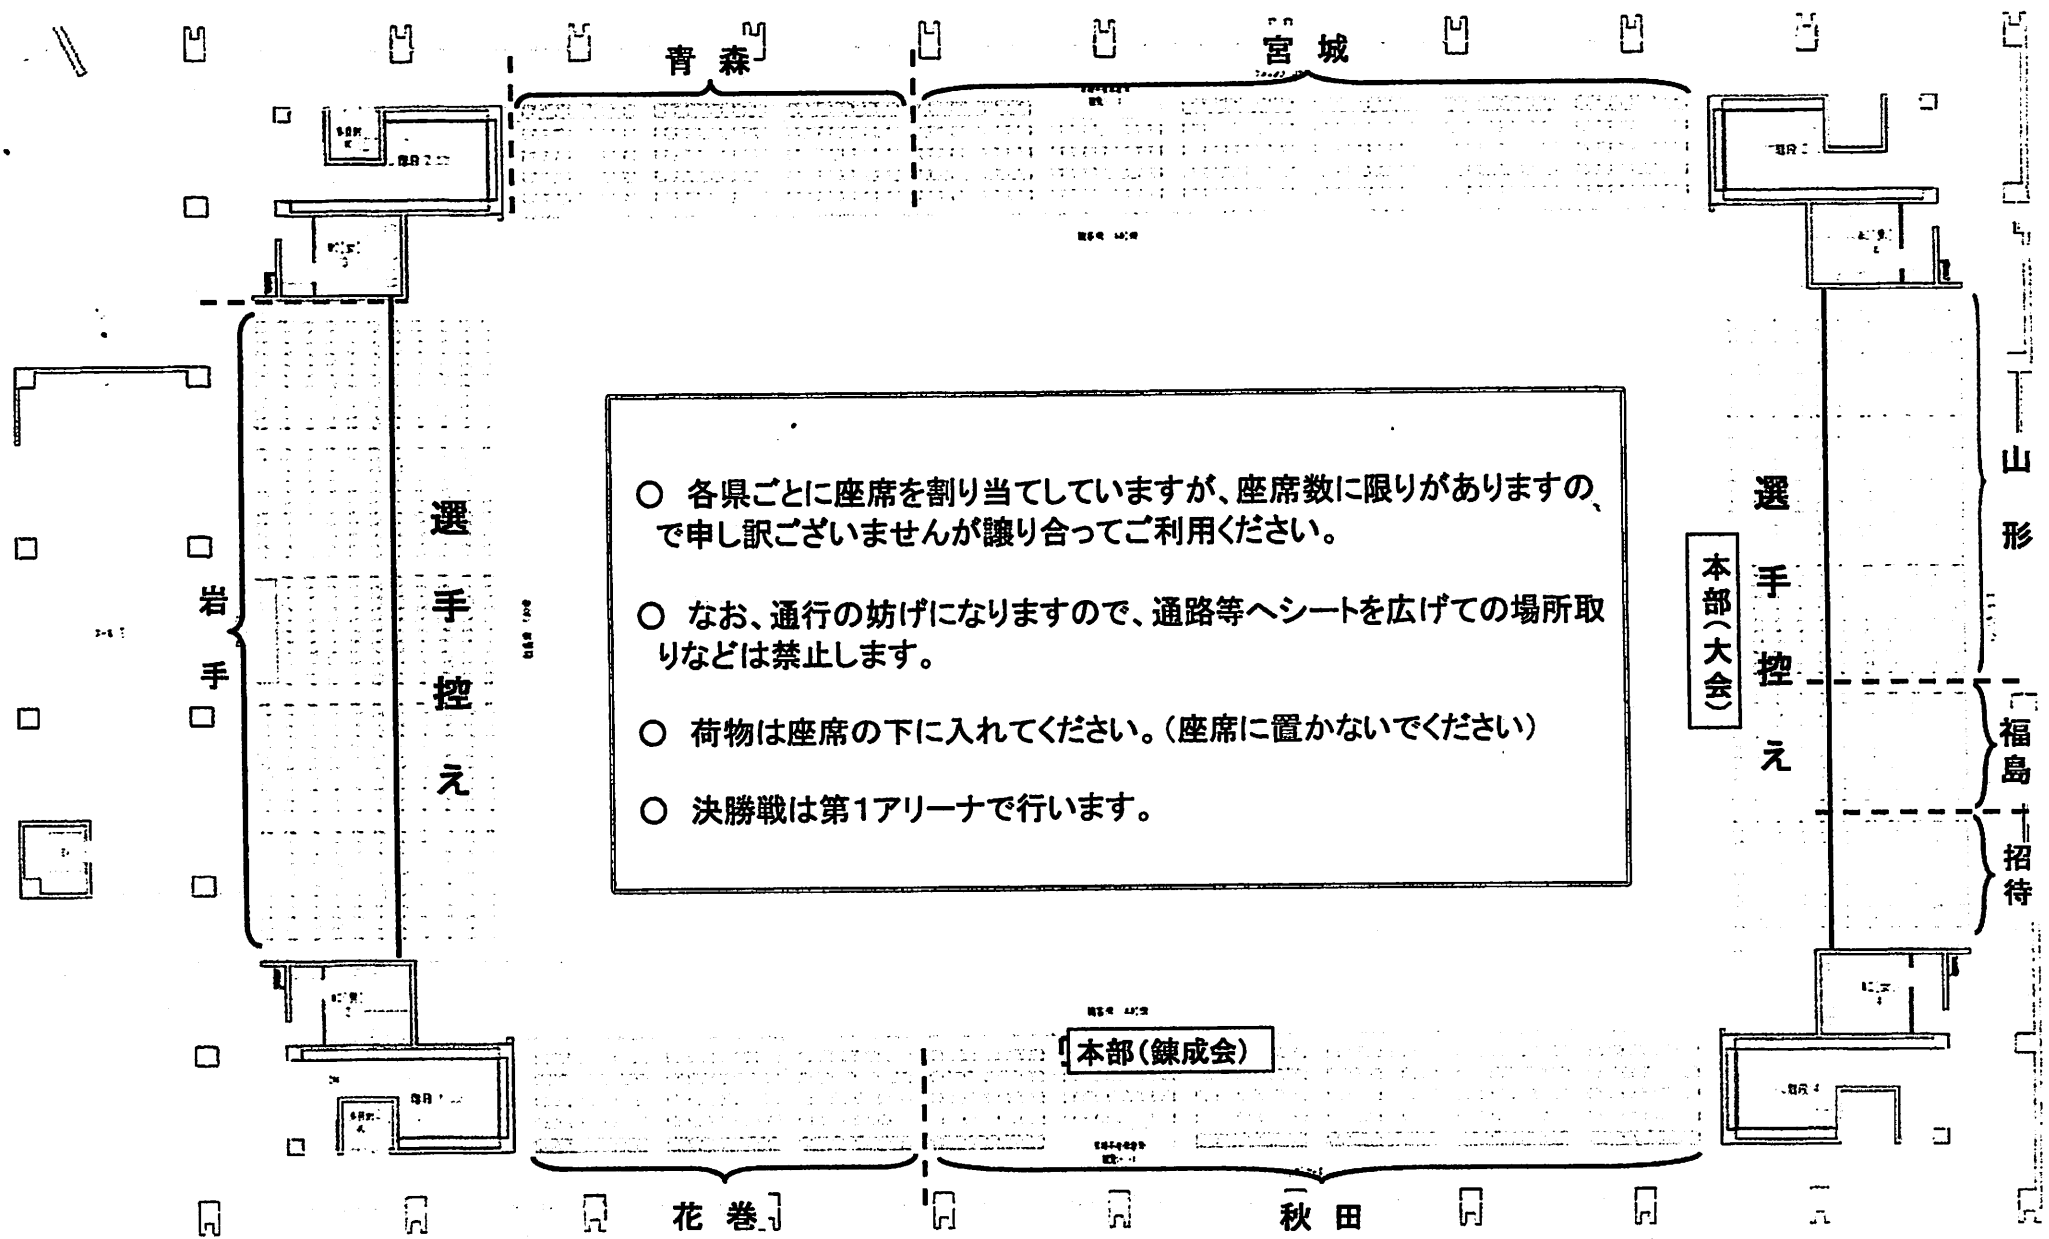 青森
宮城
岩手
選手控え
○ 各県ごとに座席を割り当てしていますが、座席数に限りがありますの、
で申し訳ございませんが譲り合ってご利用ください。
○ なお、通行の妨げになりますので、通路等へシートを広げての場所取
りなどは禁止します。
○ 荷物は座席の下に入れてください。（座席に置かないでください）
○ 決勝戦は第１アリーナで行います。
本部（大会）
選手控え
山形
福島
招待
本部（錬成会）
花巻
秋田